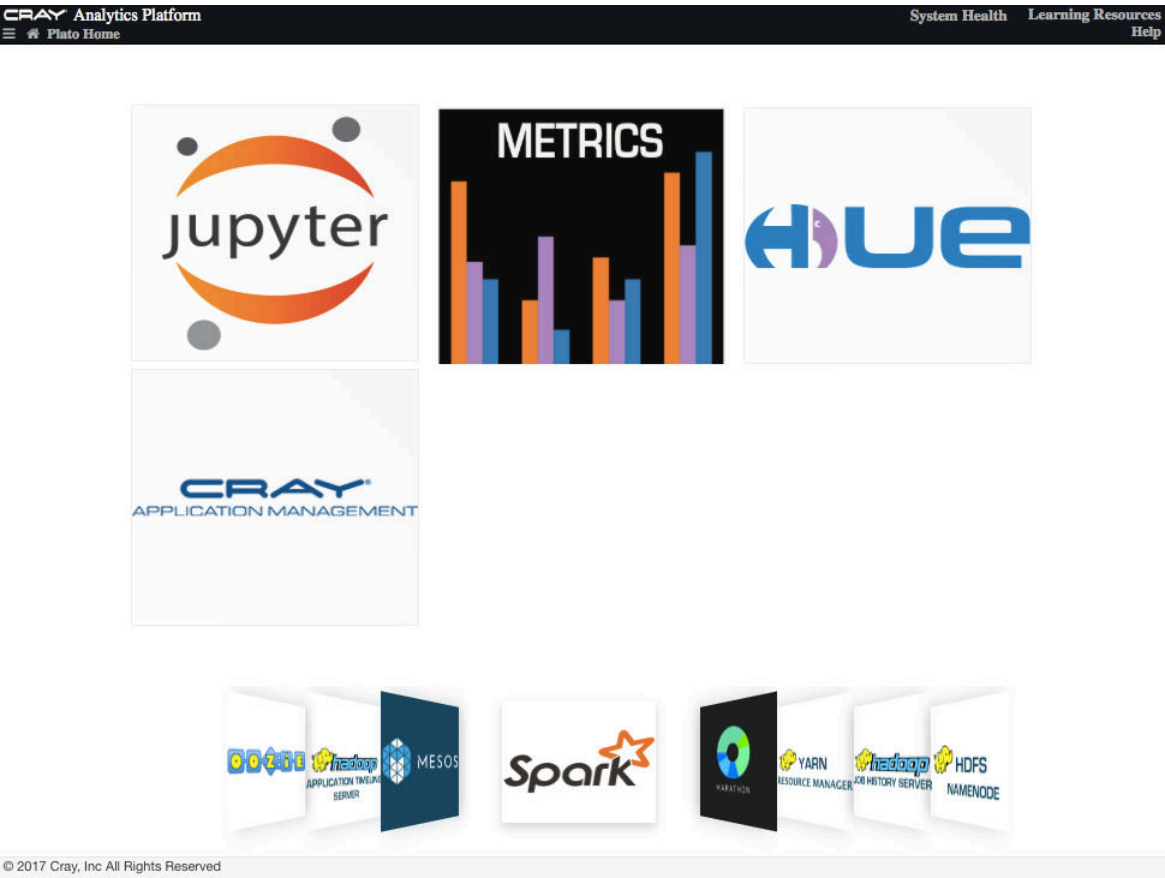 CRAY Analytics Platform
System Health Learning Resources
Plato Home
Help
jupyter
METRICS
HUE
CRAY®
APPLICATION MANAGEMENT
OOZIE
hadoop
APPLICATION TIMELINE
SERVER
MESOS
Spark
MARATHON
YARN
RESOURCE MANAGER
hadoop
JOB HISTORY SERVER
HDFS
NAMENODE
© 2017 Cray, Inc All Rights Reserved